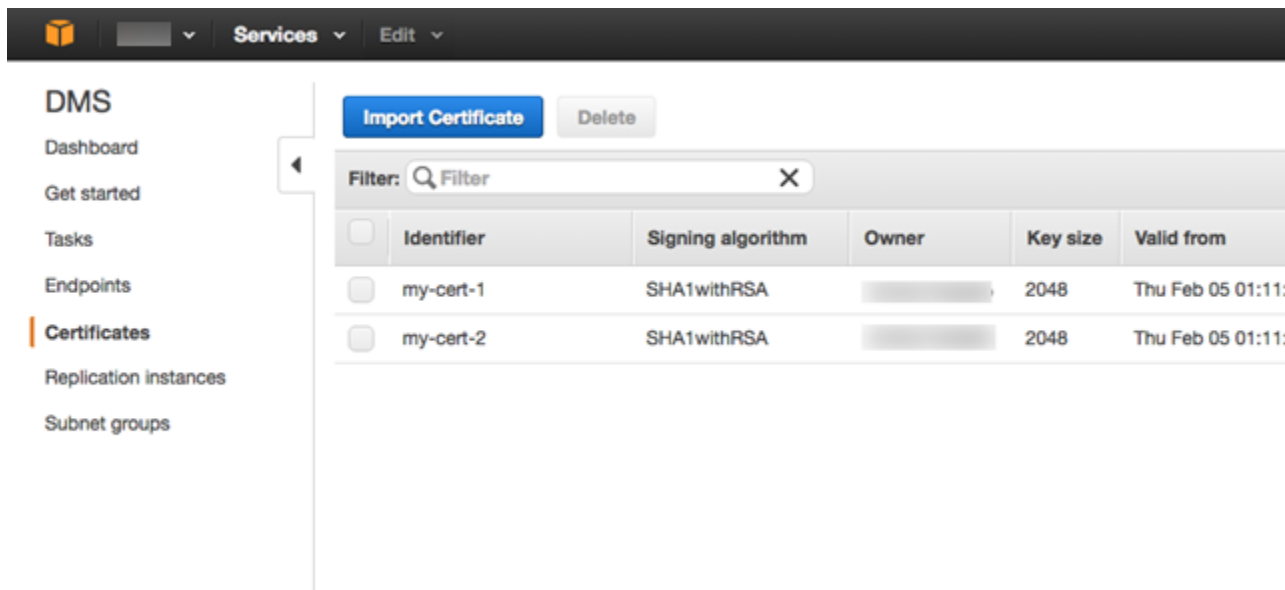 Services Edit
DMS
Dashboard
Get started
Tasks
Endpoints
Certificates
Replication instances
Subnet groups
Import Certificate Delete
Filter: Filter
Identifier Signing algorithm Owner Key size Valid from
my-cert-1 SHA1withRSA 2048 Thu Feb 05 01:11:
my-cert-2 SHA1withRSA 2048 Thu Feb 05 01:11: